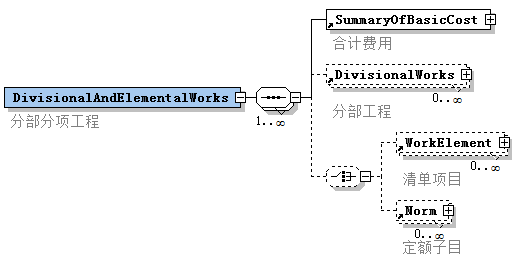 SummaryOfBasicCost
合计费用
DivisionalWorks
0..∞
分部工程
DivisionalAndElementalWorks
分部分项工程
1..∞
WorkElement
0..∞
清单项目
Norm
0..∞
定额子目